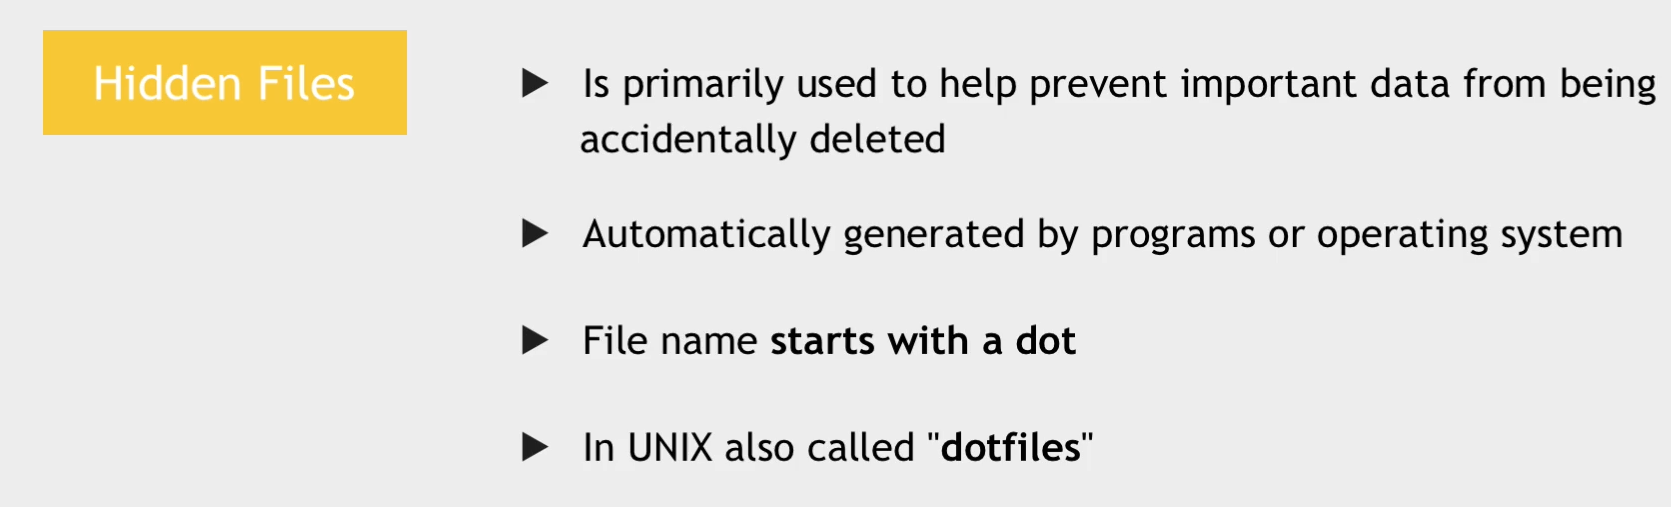 Hidden Files
▶ Is primarily used to help prevent important data from being
accidentally deleted
▶ Automatically generated by programs or operating system
▶ File name starts with a dot
▶ In UNIX also called "dotfiles"